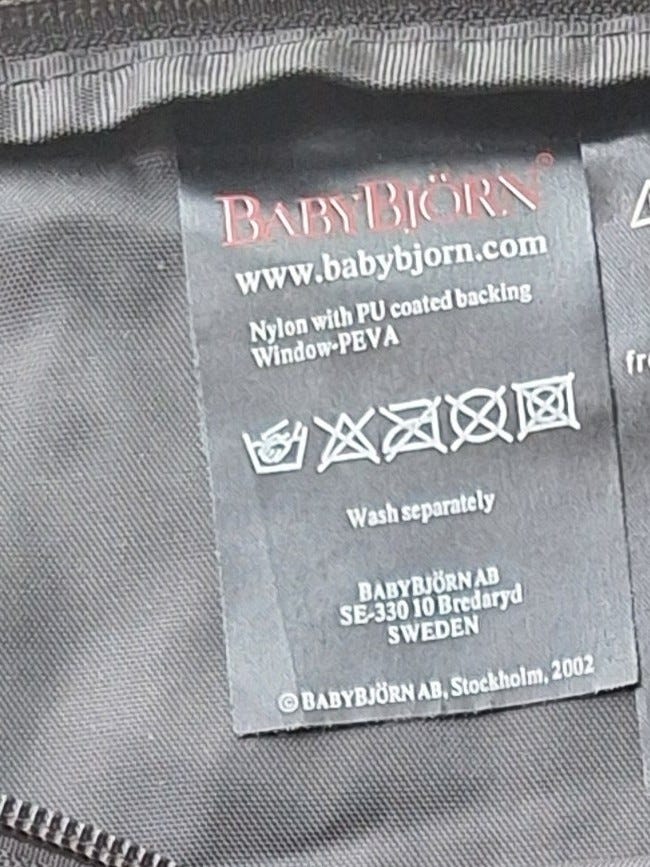 BABYBJÖRN®
www.babybjorn.com
Nylon with PU coated backing
Window-PEVA
Wash separately
BABYBJÖRN AB
SE-330 10 Bredaryd
SWEDEN
© BABYBJÖRN AB, Stockholm, 2002